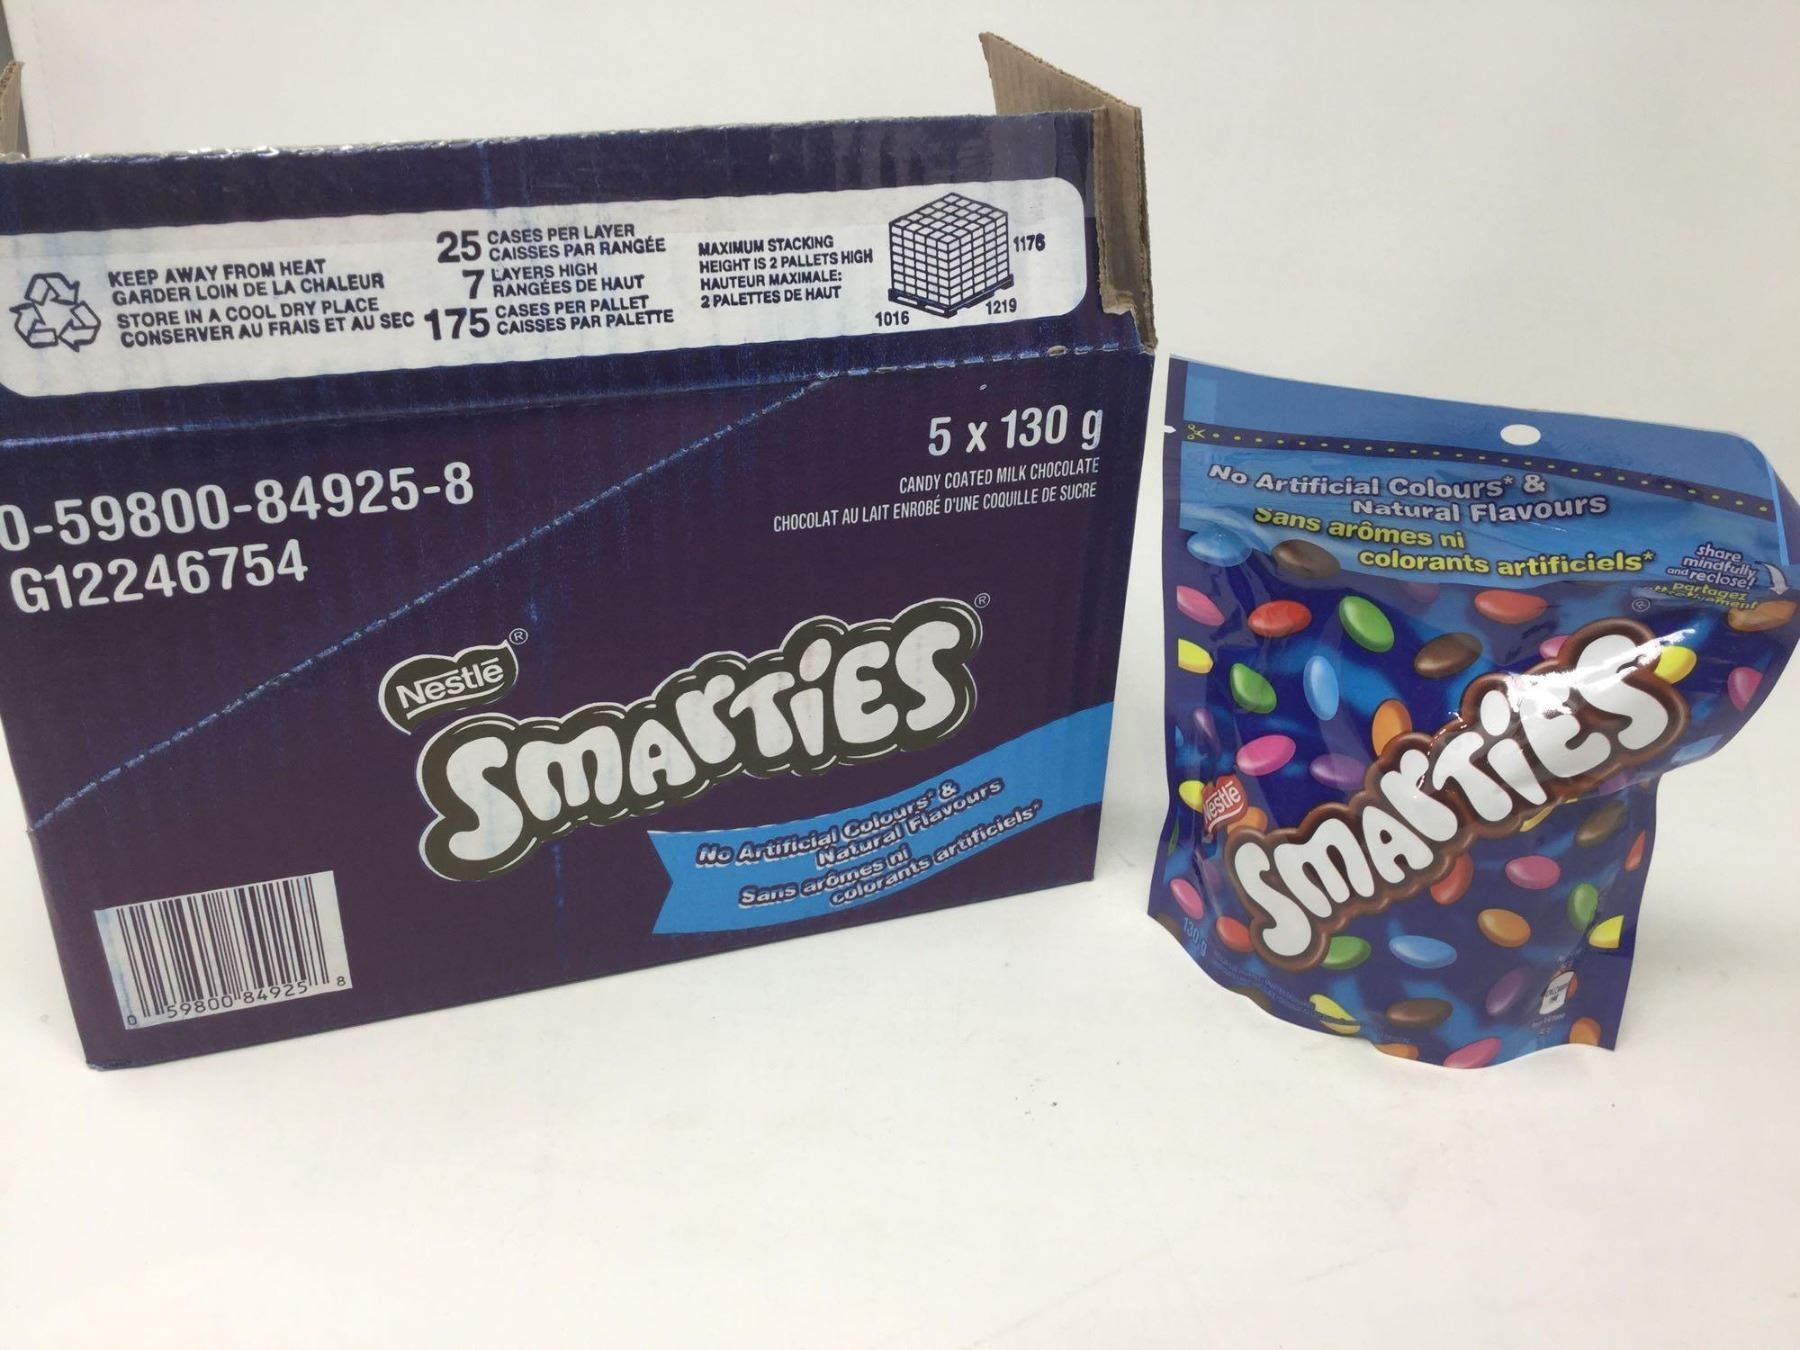 KEEP AWAY FROM HEAT
GARDER LOIN DE LA CHALEUR
STORE IN A COOL DRY PLACE
CONSERVER AU FRAIS ET AU SEC
25 CASES PER LAYER
CAISSES PAR RANGÉE
7 LAYERS HIGH
RANGÉES DE HAUT
175 CASES PER PALLET
CAISSES PAR PALETTE
MAXIMUM STACKING
HEIGHT IS 2 PALLETS HIGH
HAUTEUR MAXIMALE:
2 PALETTES DE HAUT
1176
1016
1219
0-59800-84925-8
G12246754
5 x 130 g
CANDY COATED MILK CHOCOLATE
CHOCOLAT AU LAIT ENROBÉ D'UNE COQUILLE DE SUCRE
Nestlé®
SMARTIES®
No Artificial Colours* &
Natural Flavours
Sans arômes ni
colorants artificiels*
0 59800 84925 8
No Artificial Colours* &
Natural Flavours
Sans arômes ni
colorants artificiels*
share
mindfully
and reclose!
Partagez
®
Nestlé
SMARTIES
130 g